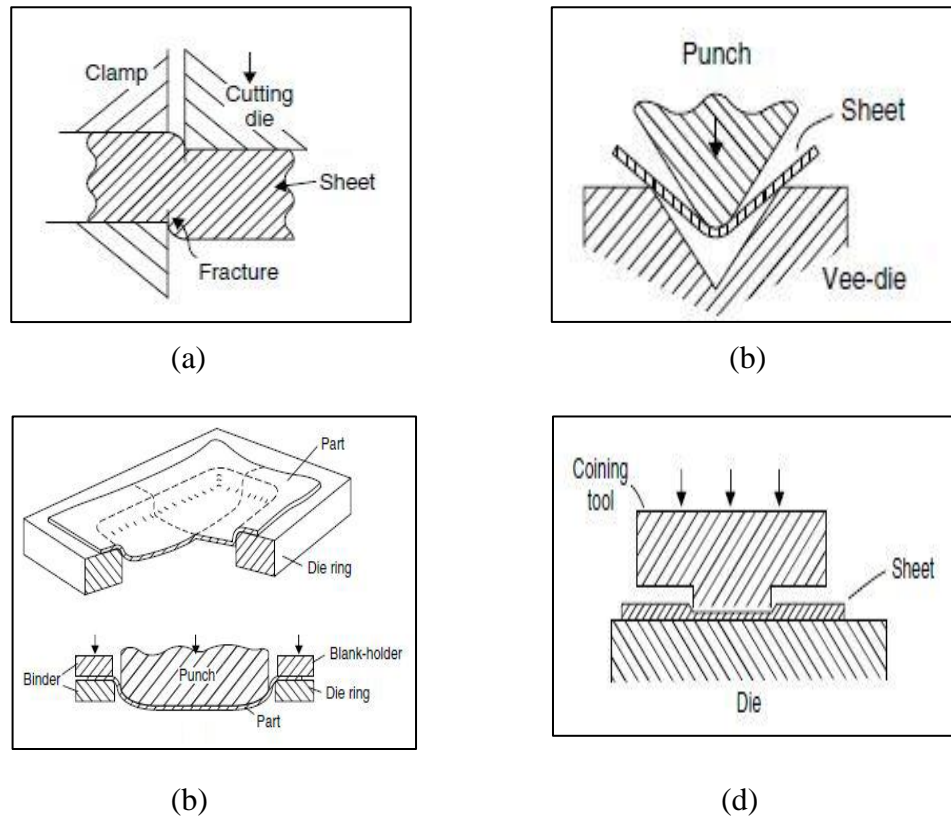 Clamp
Cutting
die
Sheet
Fracture
(a)
Punch
Sheet
Vee-die
(b)
Part
Die ring
Binder
Punch
Blank-holder
Die ring
Part
(b)
Coining
tool
Sheet
Die
(d)